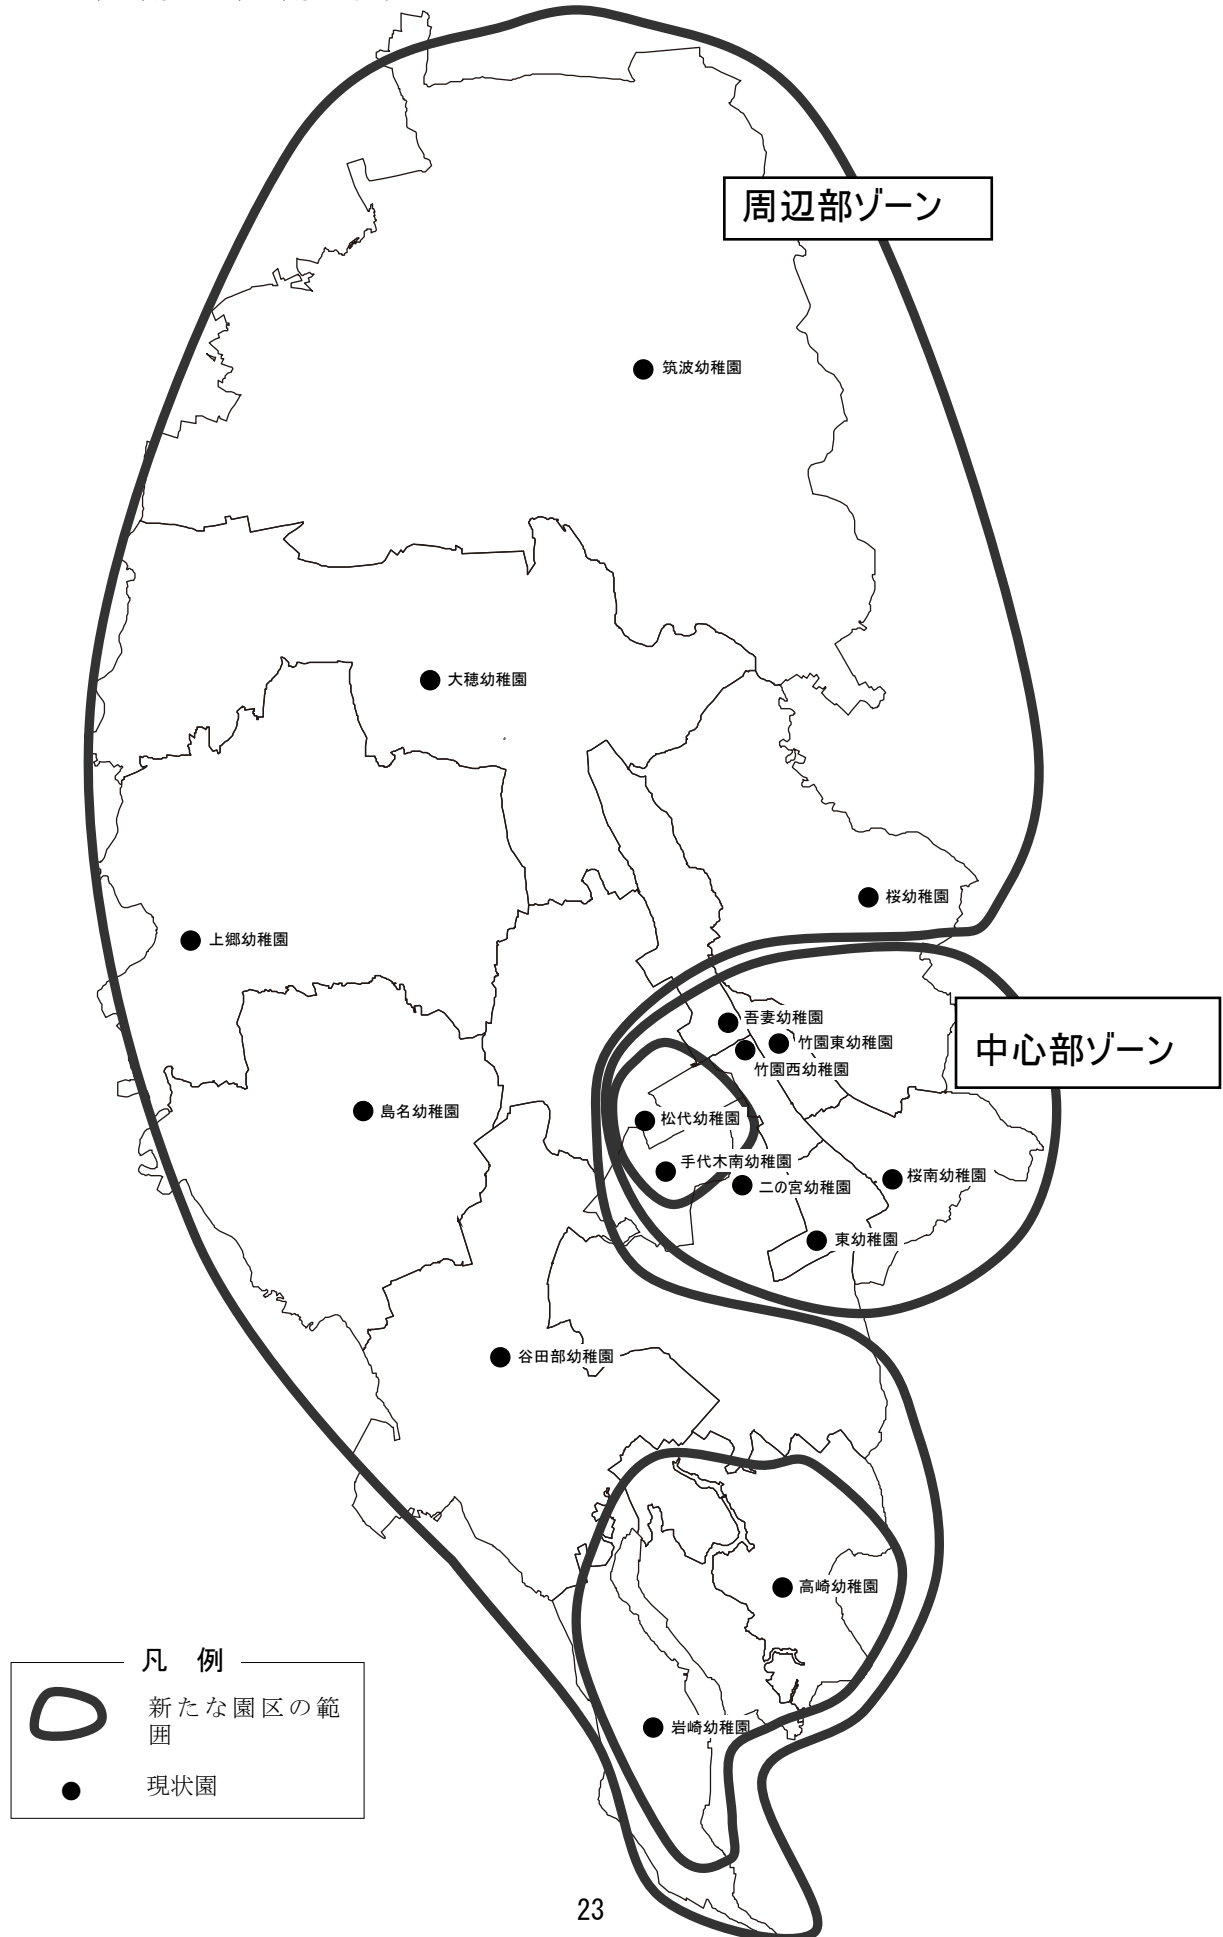 周辺部ゾーン
筑波幼稚園
大穂幼稚園
桜幼稚園
上郷幼稚園
吾妻幼稚園
竹園東幼稚園
竹園西幼稚園
中心部ゾーン
島名幼稚園
松代幼稚園
手代木南幼稚園
二の宮幼稚園
桜南幼稚園
東幼稚園
谷田部幼稚園
高崎幼稚園
岩崎幼稚園
凡 例
新たな園区の範
囲
現状園
23